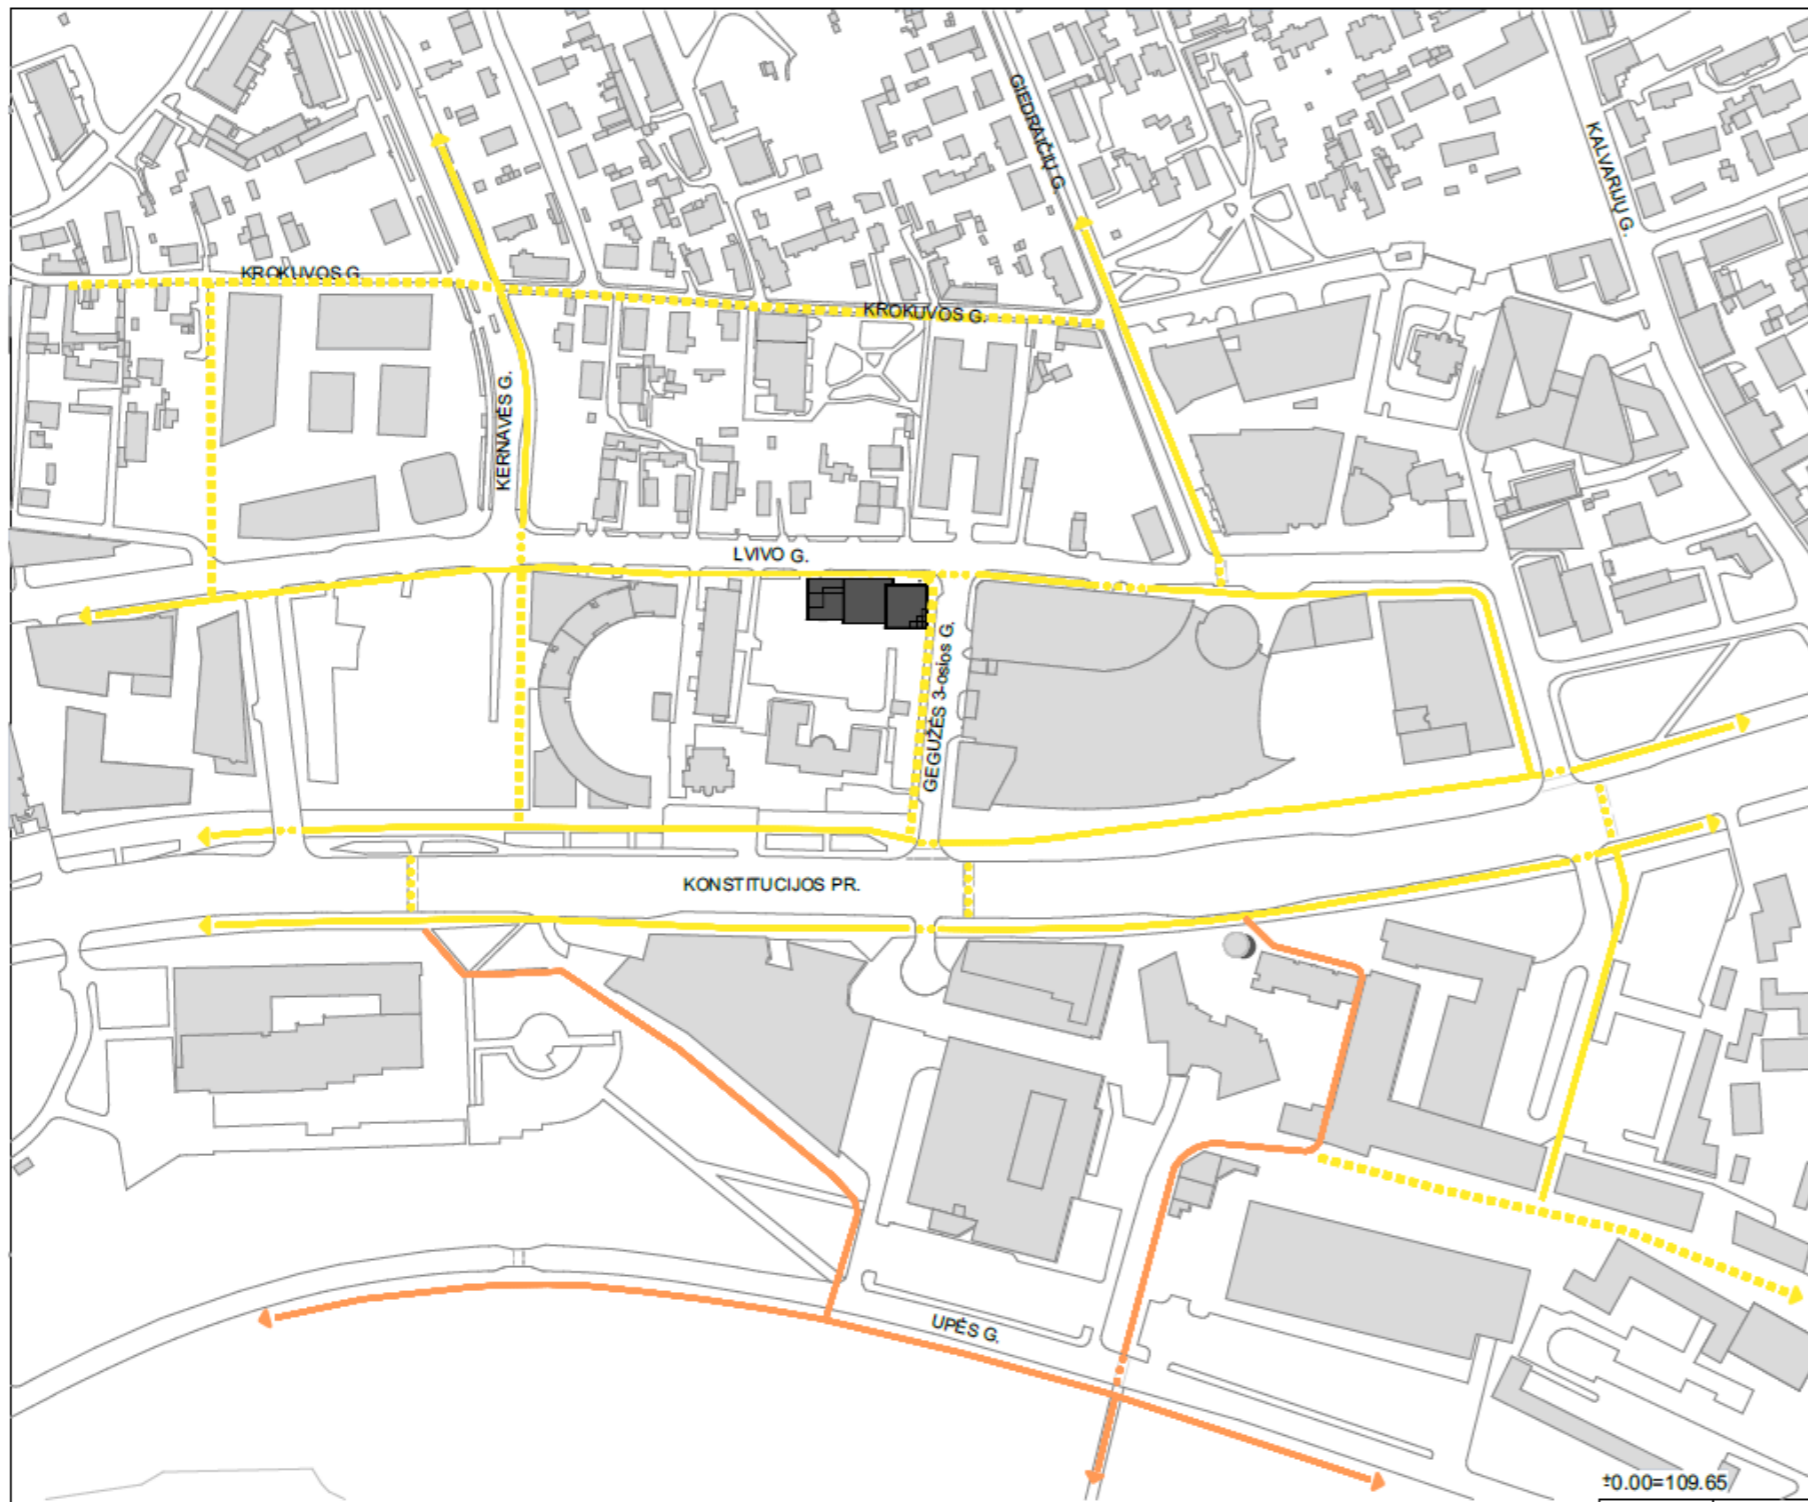 GIEDRAIČIŲ G.
KALVARIJŲ G.
KROKUVOS G.
KROKUVOS G.
KERNAVĖS G.
LVIVO G.
GEGUŽĖS 3-osios G.
KONSTITUCIJOS PR.
UPĖS G.
±0.00=109.65